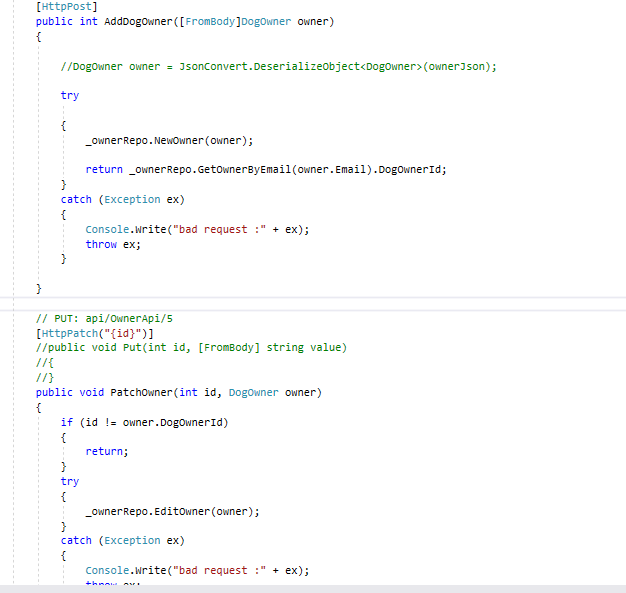 [HttpPost]
public int AddDogOwner([FromBody]DogOwner owner)
{
//DogOwner owner = JsonConvert.DeserializeObject<DogOwner>(ownerJson);
try
{
_ownerRepo.NewOwner(owner);
return _ownerRepo.GetOwnerByEmail(owner.Email).DogOwnerId;
}
catch (Exception ex)
{
Console.Write("bad request :" + ex);
throw ex;
}
}
// PUT: api/OwnerApi/5
[HttpPatch("{id}")]
//public void Put(int id, [FromBody] string value)
//{
//}
public void PatchOwner(int id, DogOwner owner)
{
if (id != owner.DogOwnerId)
{
return;
}
try
{
_ownerRepo.EditOwner(owner);
}
catch (Exception ex)
{
Console.Write("bad request :" + ex);